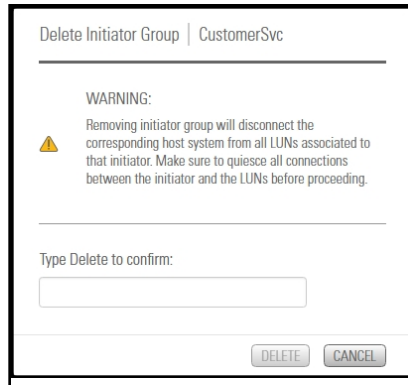 Delete Initiator Group | CustomerSvc
WARNING:
Removing initiator group will disconnect the
corresponding host system from all LUNs associated to
that initiator. Make sure to quiesce all connections
between the initiator and the LUNs before proceeding.
Type Delete to confirm:
DELETE CANCEL